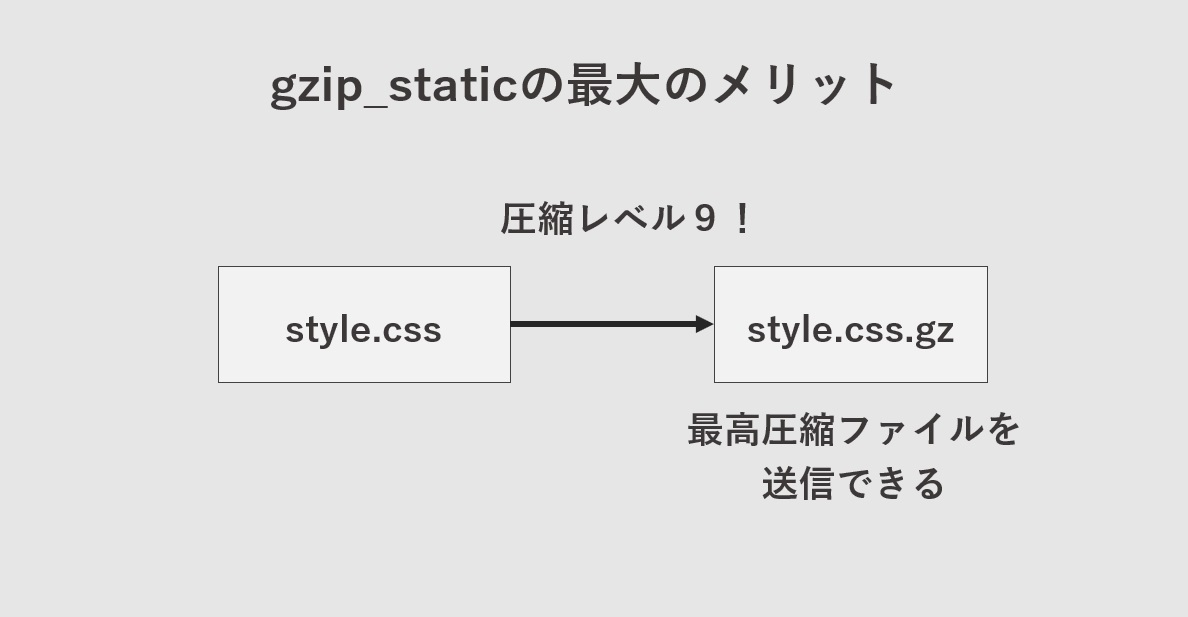 gzip_staticの最大のメリット
圧縮レベル９！
style.css
style.css.gz
最高圧縮ファイルを
送信できる